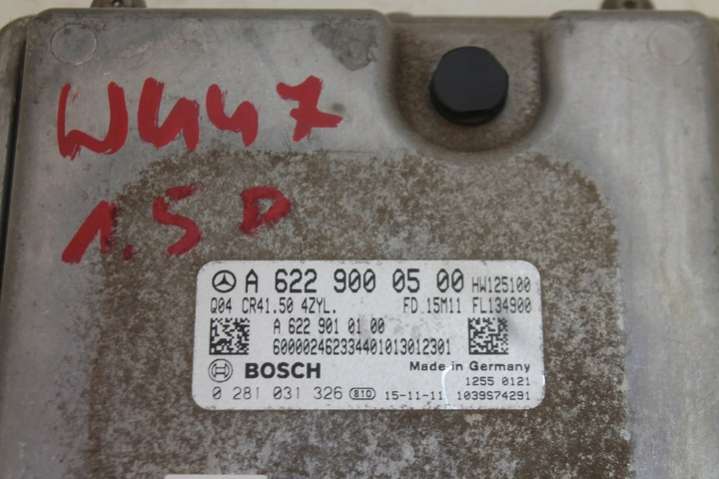 W447
1.5 D
A 622 900 05 00 HW125100
Q04 CR41.50 4ZYL. FD 15M11 FL134900
A 622 901 01 00
600002462334401013012301
BOSCH Made in Germany
1255 0121
0 281 031 326 810 15-11-11 1039S74291